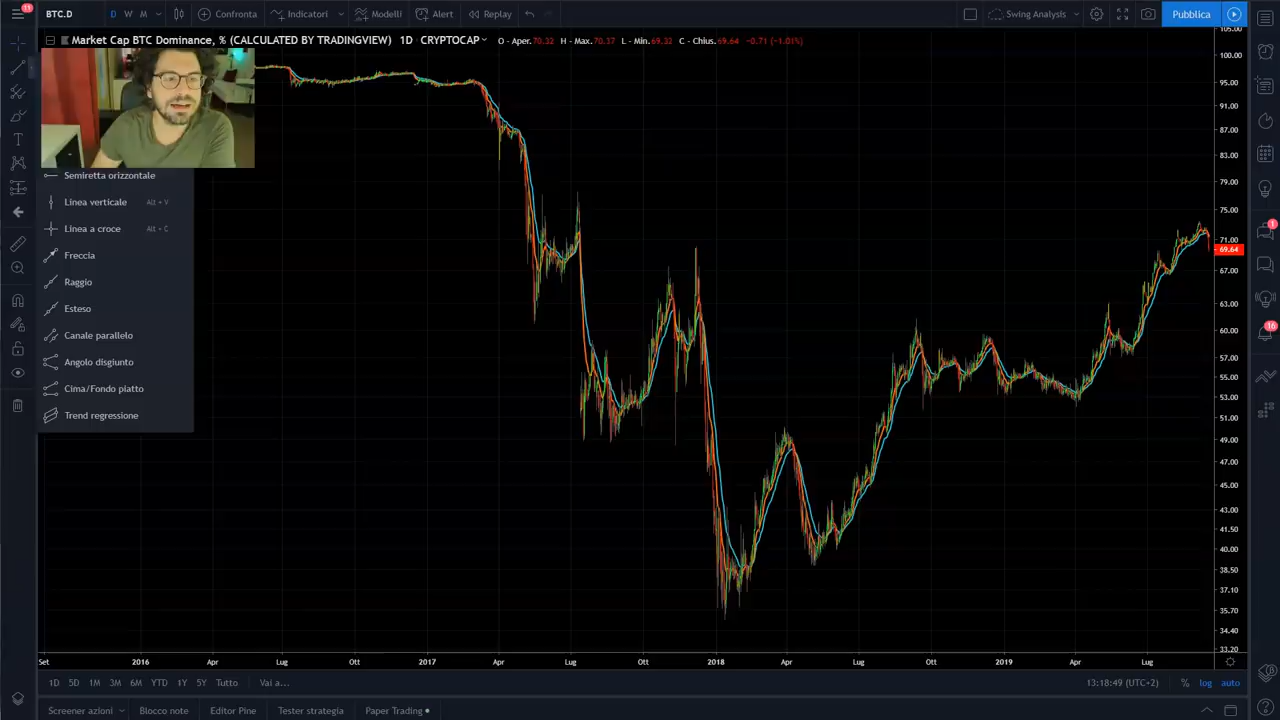 11
BTC.D
D W M
Confronta
Indicatori
Modelli
Alert
Replay
Swing Analysis
Pubblica
Market Cap BTC Dominance, % (CALCULATED BY TRADINGVIEW) 1D CRYPTOCAP
O - Aper.70.32 H - Max.70.37 L - Min.69.32 C - Chius.69.64 −0.71 (−1.01%)
Semiretta orizzontale
Linea verticale Alt + V
Linea a croce Alt + C
Freccia
Raggio
Esteso
Canale parallelo
Angolo disgiunto
Cima/Fondo piatto
Trend regressione
105.00
100.00
95.00
91.00
87.00
83.00
79.00
75.00
71.00
69.64
67.00
63.00
60.00
57.00
55.00
53.00
51.00
49.00
47.00
45.00
43.00
41.50
40.00
38.50
37.10
35.70
34.40
33.20
1
16
Set 2016 Apr Lug Ott 2017 Apr Lug Ott 2018 Apr Lug Ott 2019 Apr Lug
1D 5D 1M 3M 6M YTD 1Y 5Y Tutto Vai a...
13:18:49 (UTC+2) % log auto
Screener azioni Blocco note Editor Pine Tester strategia Paper Trading